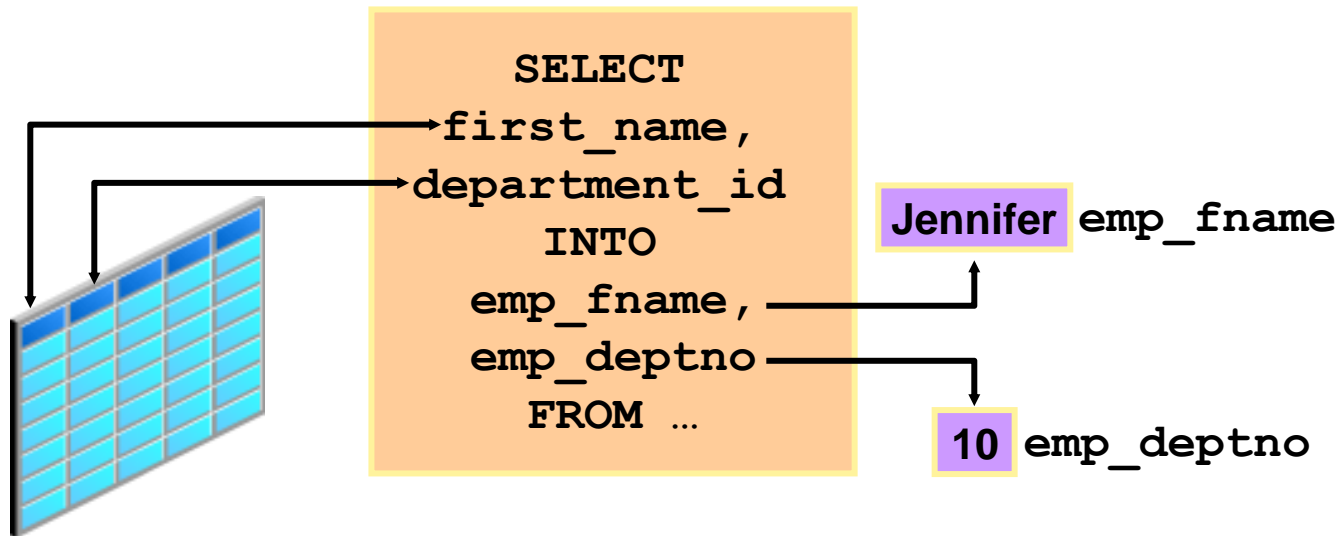 SELECT
first_name,
department_id
INTO
emp_fname,
emp_deptno
FROM …
Jennifer emp_fname
10 emp_deptno